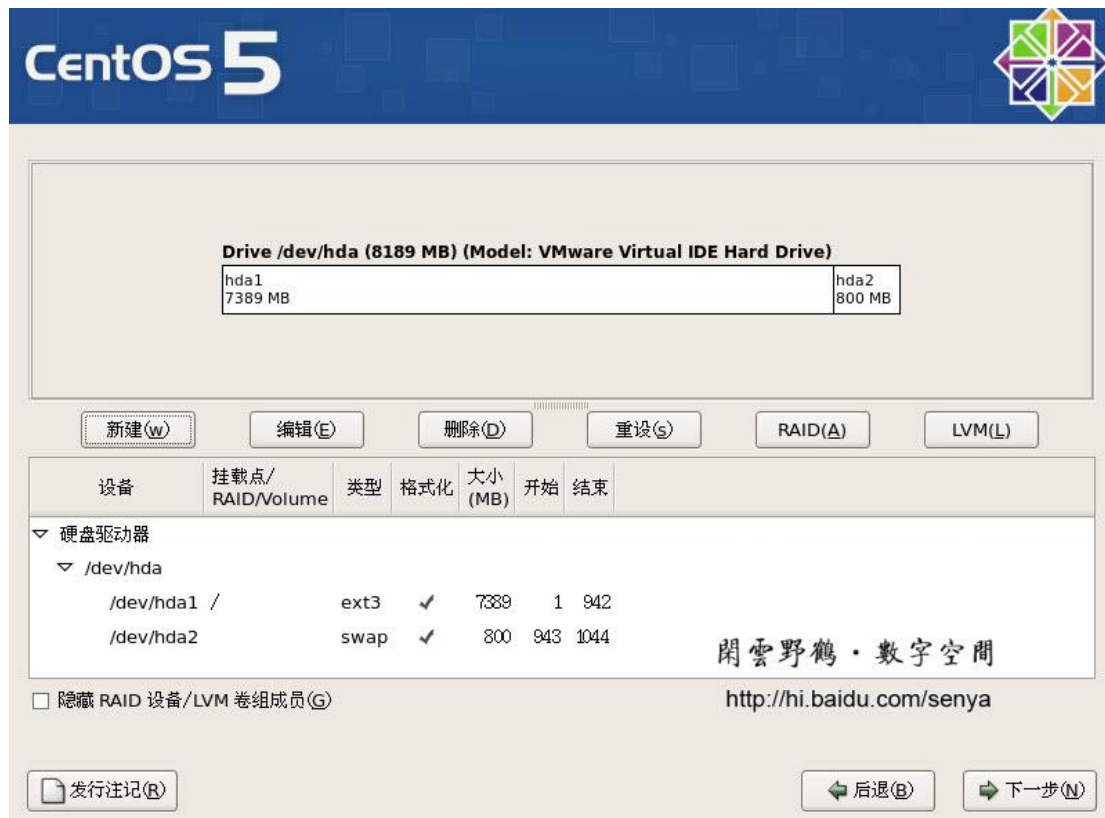 CentOS 5
Drive /dev/hda (8189 MB) (Model: VMware Virtual IDE Hard Drive)
hda1 hda2
7389 MB 800 MB
新建(w) 编辑(E) 删除(D) 重设(s) RAID(A) LVM(L)
设备 挂载点/ RAID/Volume 类型 格式化 大小 (MB) 开始 结束
硬盘驱动器
/dev/hda
/dev/hda1 / ext3 7389 1 942
/dev/hda2 swap 800 943 1044
閑雲野鶴·數字空間
隐藏 RAID 设备/LVM 卷组成员(G)
http://hi.baidu.com/senya
发行注记(R) 后退(B) 下一步(N)